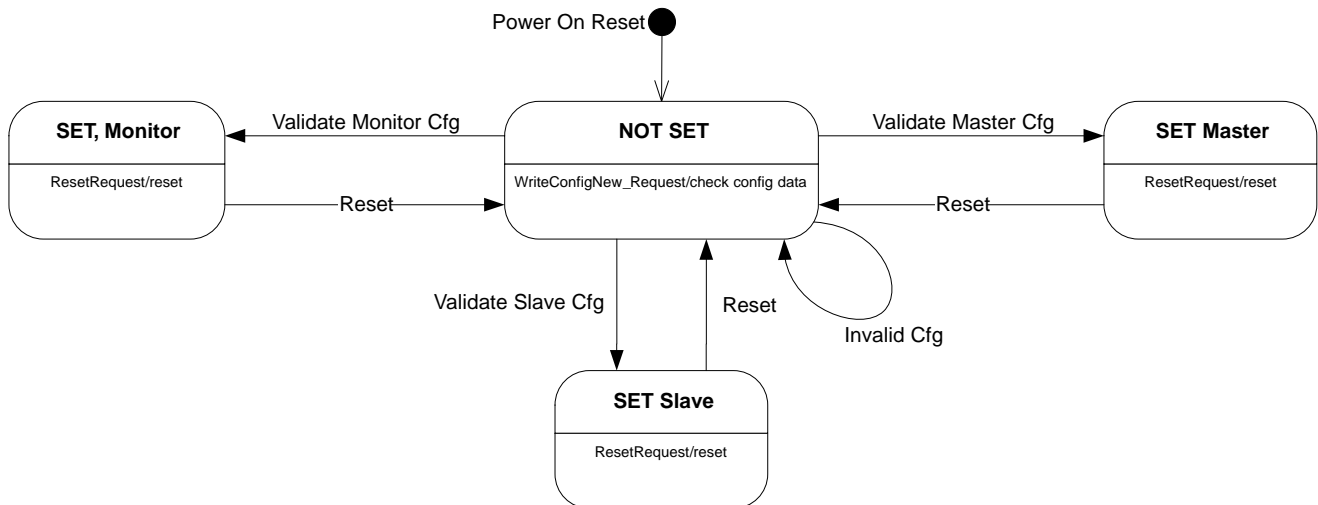 Power On Reset
SET, Monitor
Validate Monitor Cfg
NOT SET
Validate Master Cfg
SET Master
ResetRequest/reset
WriteConfigNew_Request/check config data
ResetRequest/reset
Reset
Reset
Validate Slave Cfg
Reset
Invalid Cfg
SET Slave
ResetRequest/reset